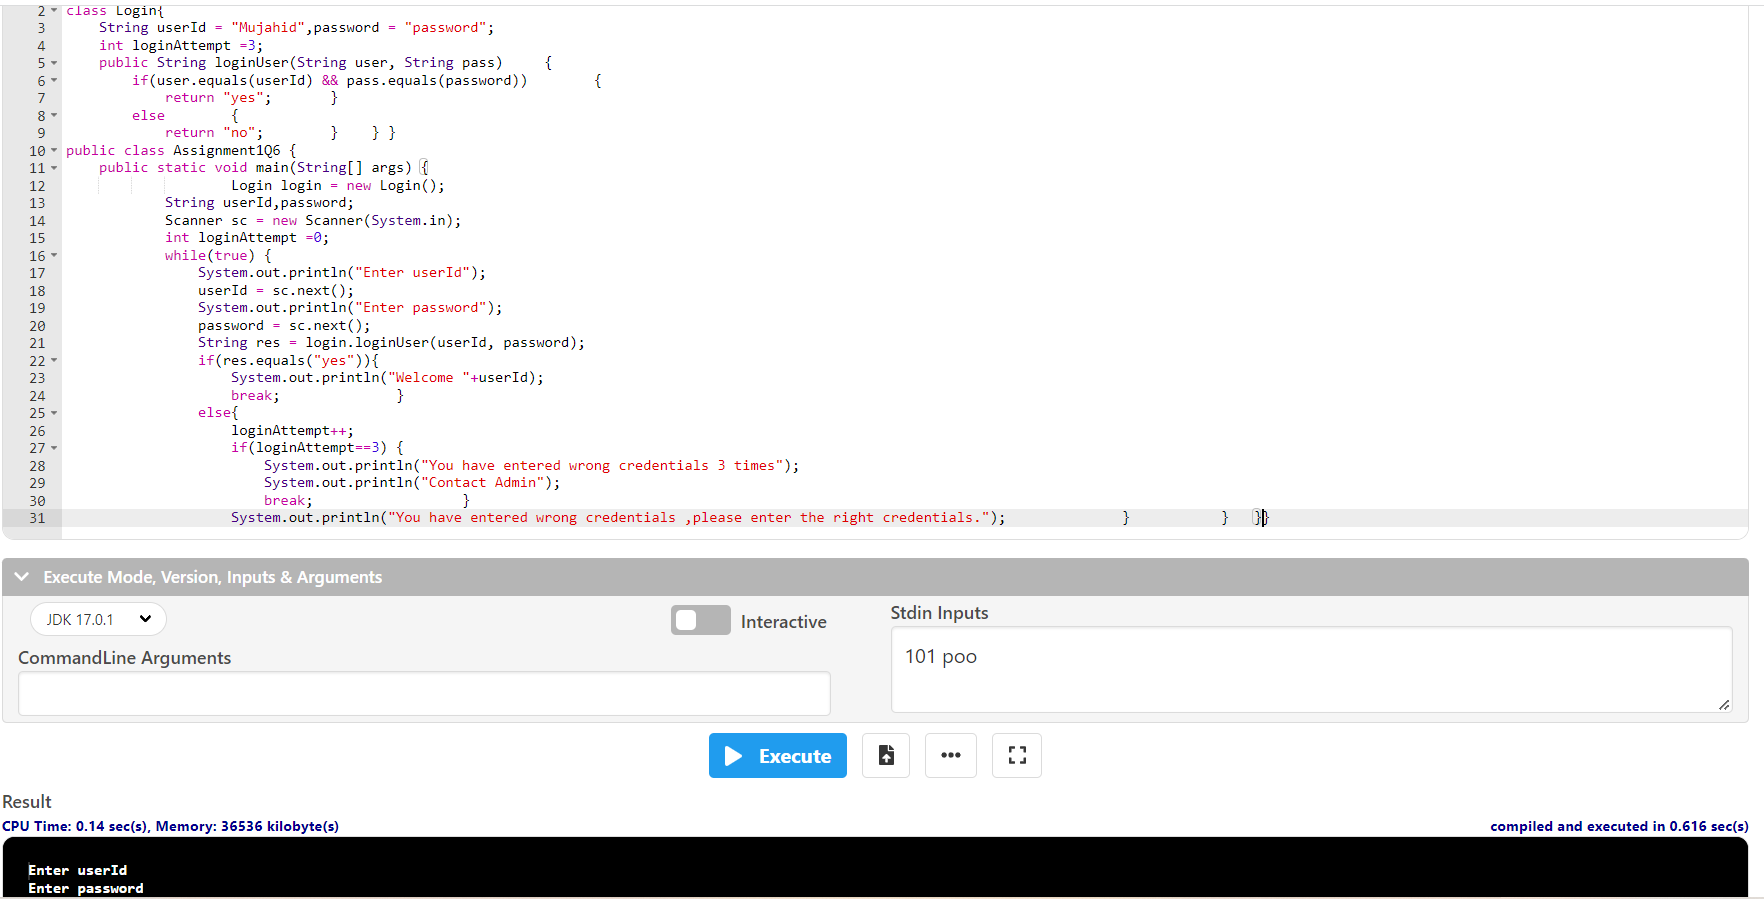 2 class Login{
3 String userId = "Mujahid",password = "password";
4 int loginAttempt =3;
5 public String loginUser(String user, String pass) {
6 if(user.equals(userId) && pass.equals(password)) {
7 return "yes"; }
8 else {
9 return "no"; } } }
10 public class Assignment1Q6 {
11 public static void main(String[] args) {
12 Login login = new Login();
13 String userId,password;
14 Scanner sc = new Scanner(System.in);
15 int loginAttempt =0;
16 while(true) {
17 System.out.println("Enter userId");
18 userId = sc.next();
19 System.out.println("Enter password");
20 password = sc.next();
21 String res = login.loginUser(userId, password);
22 if(res.equals("yes")){
23 System.out.println("Welcome "+userId);
24 break; }
25 else{
26 loginAttempt++;
27 if(loginAttempt==3) {
28 System.out.println("You have entered wrong credentials 3 times");
29 System.out.println("Contact Admin");
30 break; }
31 System.out.println("You have entered wrong credentials ,please enter the right credentials."); } } }}
Execute Mode, Version, Inputs & Arguments
JDK 17.0.1
Interactive
Stdin Inputs
101 poo
CommandLine Arguments
Execute
Result
CPU Time: 0.14 sec(s), Memory: 36536 kilobyte(s)
compiled and executed in 0.616 sec(s)
Enter userId
Enter password